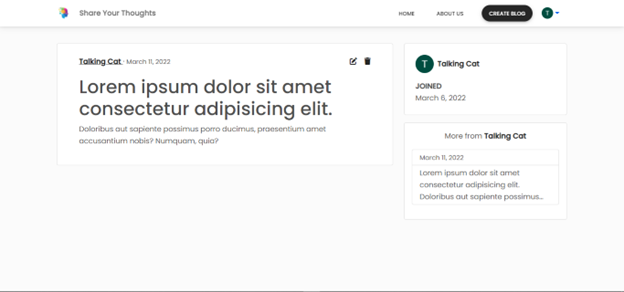 Share Your Thoughts
HOME
ABOUT US
CREATE BLOG
T
Talking Cat · March 11, 2022
Lorem ipsum dolor sit amet
consectetur adipisicing elit.
Doloribus aut sapiente possimus porro ducimus, praesentium amet
accusantium nobis? Numquam, quia?
T Talking Cat
JOINED
March 6, 2022
More from Talking Cat
March 11, 2022
Lorem ipsum dolor sit amet
consectetur adipisicing elit.
Doloribus aut sapiente possimus...